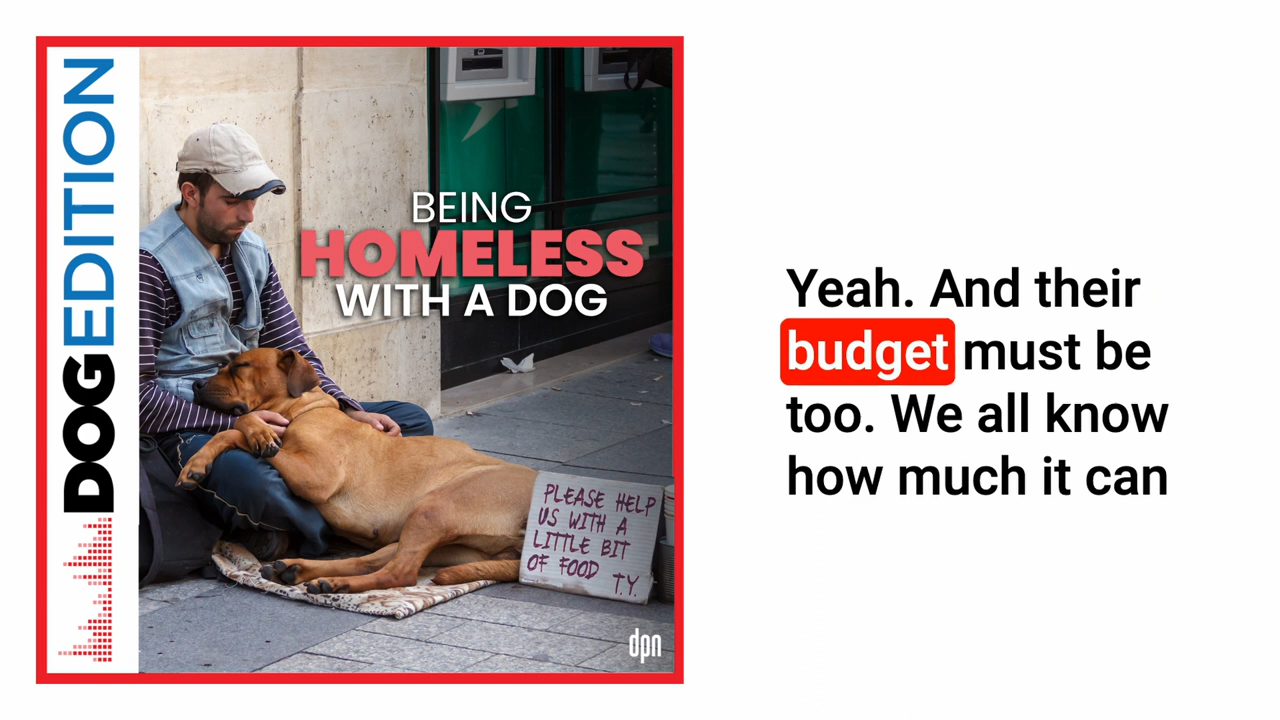 DOGEDITION
BEING
HOMELESS
WITH A DOG
PLEASE HELP
US WITH A
LITTLE BIT
OF FOOD
T.Y.
dpn
Yeah. And their
budget must be
too. We all know
how much it can